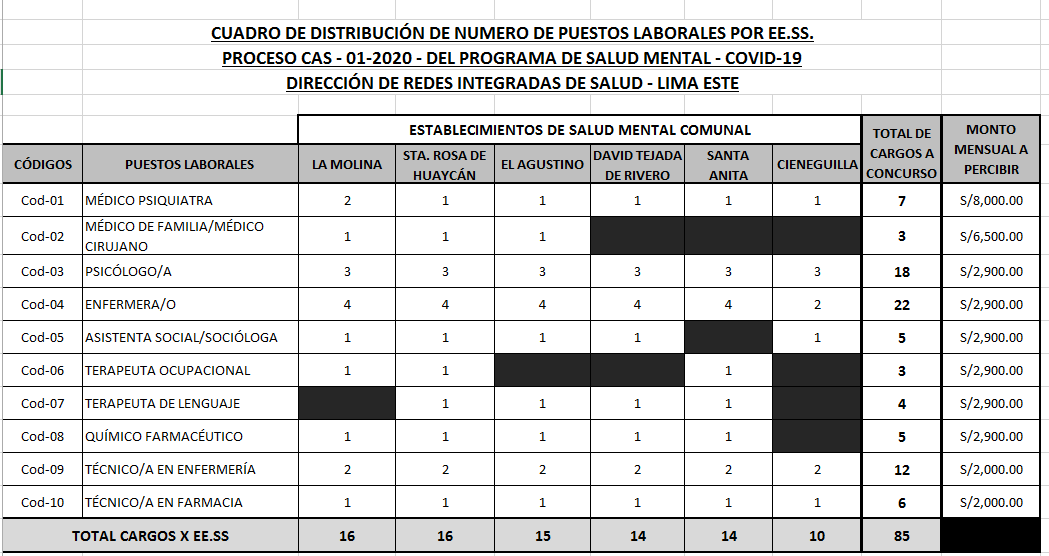 CUADRO DE DISTRIBUCIÓN DE NUMERO DE PUESTOS LABORALES POR EE.SS.
PROCESO CAS - 01-2020 - DEL PROGRAMA DE SALUD MENTAL - COVID-19
DIRECCIÓN DE REDES INTEGRADAS DE SALUD - LIMA ESTE
ESTABLECIMIENTOS DE SALUD MENTAL COMUNAL
CÓDIGOS PUESTOS LABORALES LA MOLINA STA. ROSA DE HUAYCÁN EL AGUSTINO DAVID TEJADA DE RIVERO SANTA ANITA CIENEGUILLA TOTAL DE CARGOS A CONCURSO MONTO MENSUAL A PERCIBIR
Cod-01 MÉDICO PSIQUIATRA 2 1 1 1 1 1 7 S/8,000.00
Cod-02 MÉDICO DE FAMILIA/MÉDICO CIRUJANO 1 1 1 3 S/6,500.00
Cod-03 PSICÓLOGO/A 3 3 3 3 3 3 18 S/2,900.00
Cod-04 ENFERMERA/O 4 4 4 4 4 2 22 S/2,900.00
Cod-05 ASISTENTA SOCIAL/SOCIÓLOGA 1 1 1 1 1 5 S/2,900.00
Cod-06 TERAPEUTA OCUPACIONAL 1 1 1 3 S/2,900.00
Cod-07 TERAPEUTA DE LENGUAJE 1 1 1 1 4 S/2,900.00
Cod-08 QUÍMICO FARMACÉUTICO 1 1 1 1 1 5 S/2,900.00
Cod-09 TÉCNICO/A EN ENFERMERÍA 2 2 2 2 2 2 12 S/2,000.00
Cod-10 TÉCNICO/A EN FARMACIA 1 1 1 1 1 1 6 S/2,000.00
TOTAL CARGOS X EE.SS 16 16 15 14 14 10 85